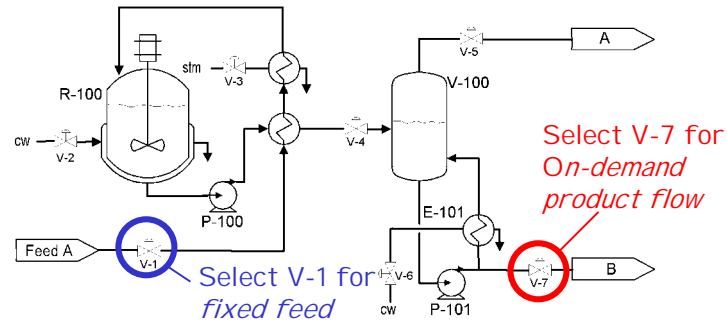 V-5
A
stm
V-3
R-100
V-100
cw
V-2
V-4
P-100
Select V-7 for
On-demand
product flow
E-101
Feed A
V-1
Select V-1 for
fixed feed
V-6
cw
P-101
V-7
B